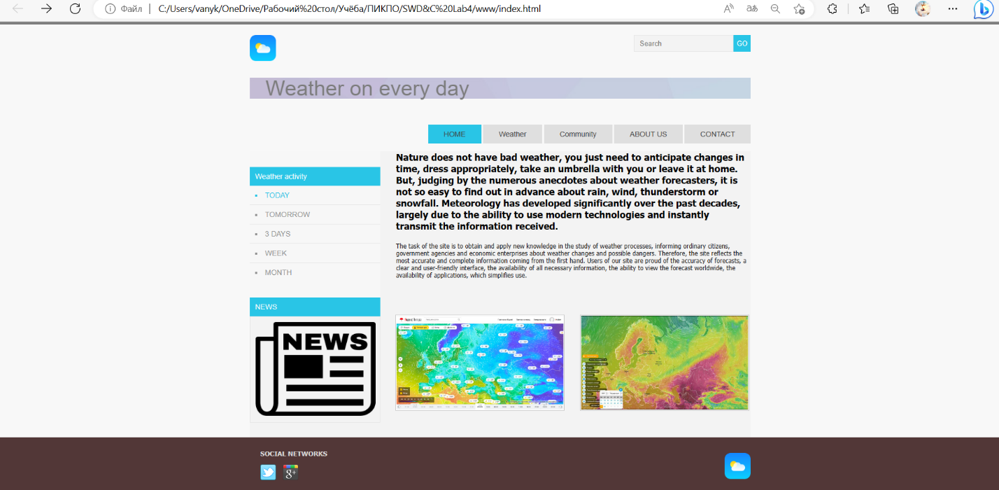 Файл | C:/Users/vanyk/OneDrive/Рабочий%20стол/Учёба/ПИКПО/SWD&C%20Lab4/www/index.html
Search GO
Weather on every day
HOME Weather Community ABOUT US CONTACT
Weather activity
TODAY
TOMORROW
3 DAYS
WEEK
MONTH
NEWS
NEWS
Nature does not have bad weather, you just need to anticipate changes in
time, dress appropriately, take an umbrella with you or leave it at home.
But, judging by the numerous anecdotes about weather forecasters, it is
not so easy to find out in advance about rain, wind, thunderstorm or
snowfall. Meteorology has developed significantly over the past decades,
largely due to the ability to use modern technologies and instantly
transmit the information received.
The task of the site is to obtain and apply new knowledge in the study of weather processes, informing ordinary citizens,
government agencies and economic enterprises about weather changes and possible dangers. Therefore, the site reflects the
most accurate and complete information coming from the first hand. Users of our site are proud of the accuracy of forecasts, a
clear and user-friendly interface, the availability of all necessary information, the ability to view the forecast worldwide, the
availability of applications, which simplifies use.
SOCIAL NETWORKS
g+